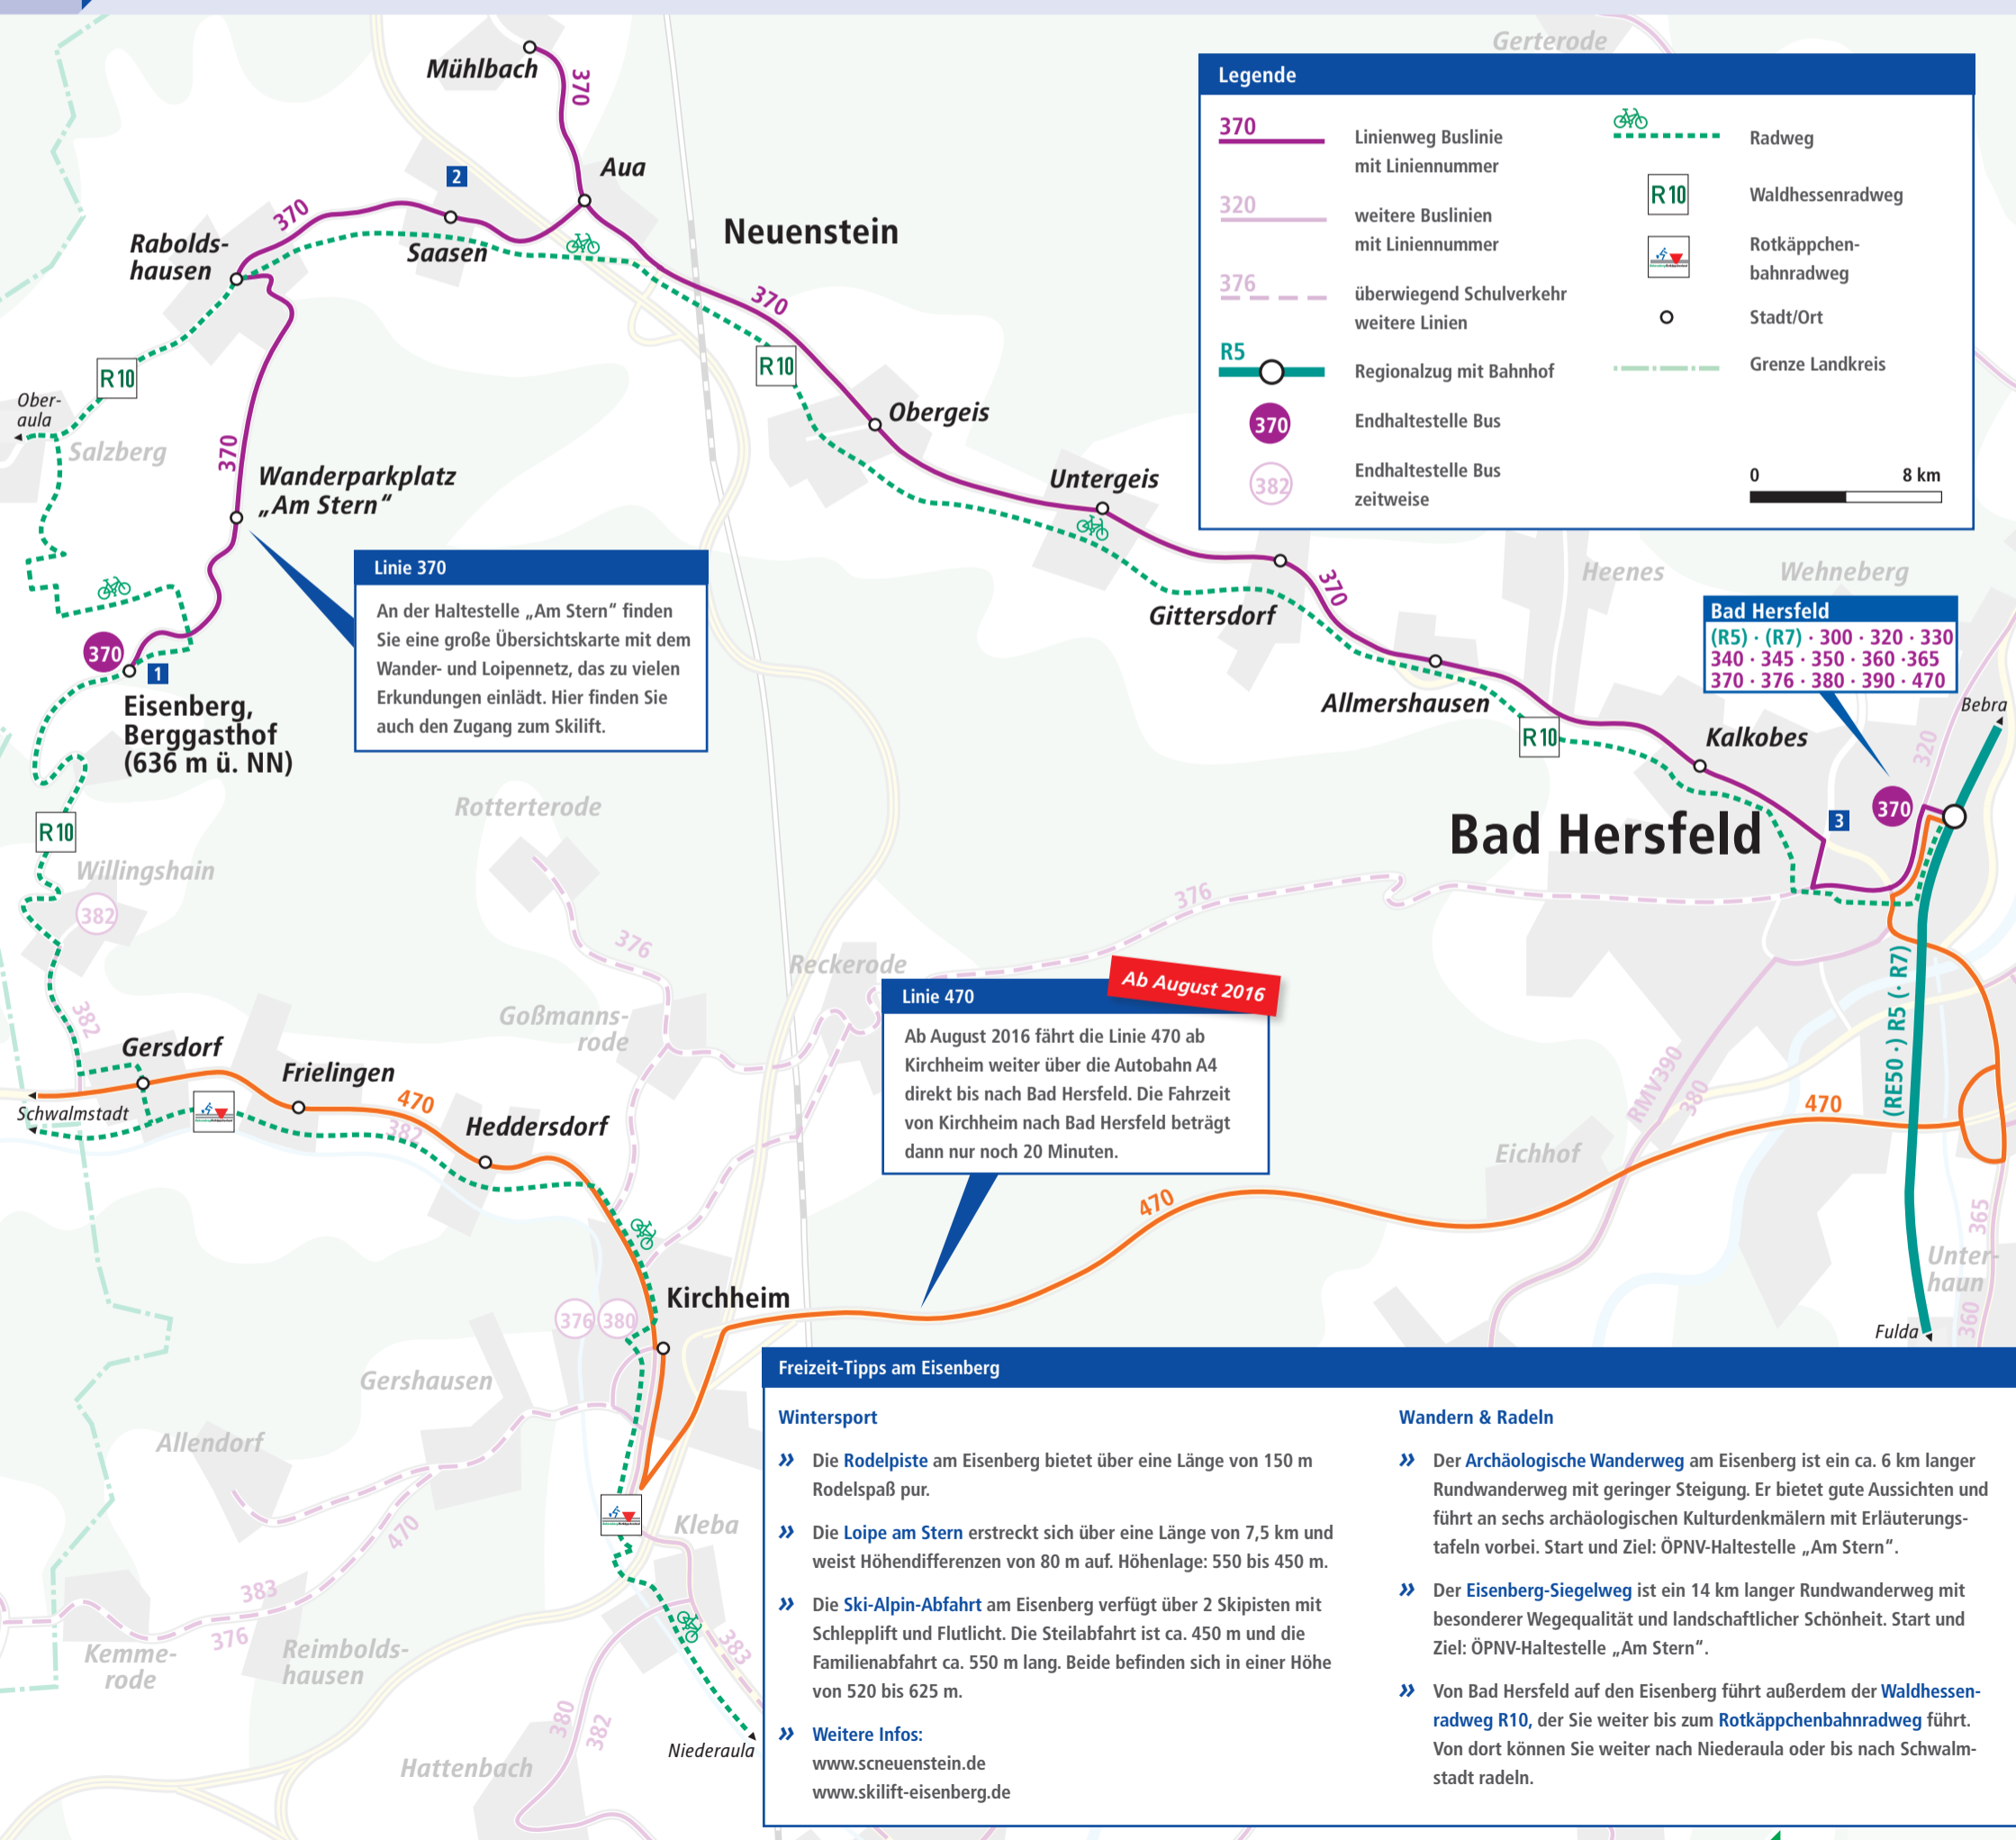 Gerterode
Mühlbach
370
Aua
2
370
Rabolds-
hausen
Saasen
Neuenstein
370
R10
Ober-
aula
Salzberg
R10
370
Wanderparkplatz
„Am Stern“
Obergeis
Untergeis
Legende
370
Linienweg Buslinie
mit Liniennummer
320
weitere Buslinien
mit Liniennummer
376
überwiegend Schulverkehr
weitere Linien
R5
Regionalzug mit Bahnhof
370
Endhaltestelle Bus
382
Endhaltestelle Bus
zeitweise
Radweg
R10
Waldhessenradweg
Rotkäppchen-
bahnradweg
Stadt/Ort
Grenze Landkreis
0 8 km
Linie 370
An der Haltestelle „Am Stern“ finden
Sie eine große Übersichtskarte mit dem
Wander- und Loipennetz, das zu vielen
Erkundungen einlädt. Hier finden Sie
auch den Zugang zum Skilift.
370
1
Eisenberg,
Berggasthof
(636 m ü. NN)
370
Gittersdorf
Heenes
Wehneberg
Bad Hersfeld
(R5) · (R7) · 300 · 320 · 330
340 · 345 · 350 · 360 ·365
370 · 376 · 380 · 390 · 470
Bebra
Allmershausen
R10
Kalkobes
320
370
3
Bad Hersfeld
Rotterterode
R10
Willingshain
382
376
376
Reckerode
382
Goßmanns-
rode
Linie 470
Ab August 2016
Ab August 2016 fährt die Linie 470 ab
Kirchheim weiter über die Autobahn A4
direkt bis nach Bad Hersfeld. Die Fahrzeit
von Kirchheim nach Bad Hersfeld beträgt
dann nur noch 20 Minuten.
(RE50 ·) R5 (· R7)
Gersdorf
Frielingen
470
382
Schwalmstadt
Heddersdorf
RMV390
380
470
Eichhof
470
365
Unter-
haun
360
Fulda
Kirchheim
376
380
Gershausen
Allendorf
470
Kleba
383
376
Kemme-
rode
Reimbolds-
hausen
383
380
382
Hattenbach
Niederaula
Freizeit-Tipps am Eisenberg
Wintersport
» Die Rodelpiste am Eisenberg bietet über eine Länge von 150 m
Rodelspaß pur.
» Die Loipe am Stern erstreckt sich über eine Länge von 7,5 km und
weist Höhendifferenzen von 80 m auf. Höhenlage: 550 bis 450 m.
» Die Ski-Alpin-Abfahrt am Eisenberg verfügt über 2 Skipisten mit
Schlepplift und Flutlicht. Die Steilabfahrt ist ca. 450 m und die
Familienabfahrt ca. 550 m lang. Beide befinden sich in einer Höhe
von 520 bis 625 m.
» Weitere Infos:
www.scneuenstein.de
www.skilift-eisenberg.de
Wandern & Radeln
» Der Archäologische Wanderweg am Eisenberg ist ein ca. 6 km langer
Rundwanderweg mit geringer Steigung. Er bietet gute Aussichten und
führt an sechs archäologischen Kulturdenkmälern mit Erläuterungs-
tafeln vorbei. Start und Ziel: ÖPNV-Haltestelle „Am Stern“.
» Der Eisenberg-Siegelweg ist ein 14 km langer Rundwanderweg mit
besonderer Wegequalität und landschaftlicher Schönheit. Start und
Ziel: ÖPNV-Haltestelle „Am Stern“.
» Von Bad Hersfeld auf den Eisenberg führt außerdem der Waldhessen-
radweg R10, der Sie weiter bis zum Rotkäppchenbahnradweg führt.
Von dort können Sie weiter nach Niederaula oder bis nach Schwalm-
stadt radeln.